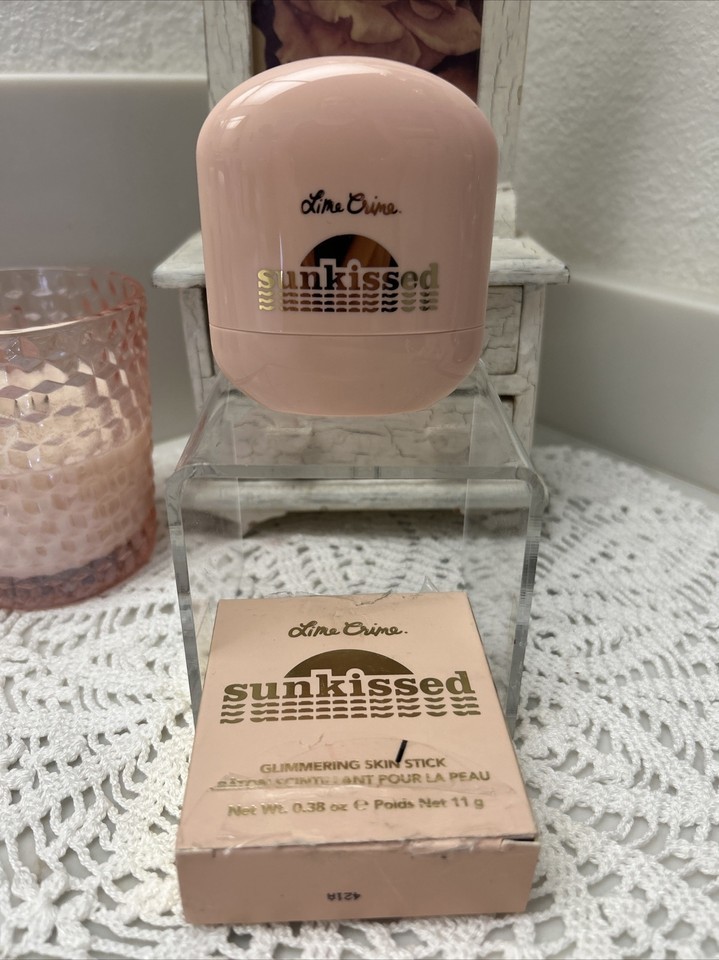 Lime Crime.
sunkissed
Lime Crime.
sunkissed
GLIMMERING SKIN STICK
BÂTON SCINTILLANT POUR LA PEAU
Net Wt. 0.38 oz ℮ Poids Net 11 g
421A